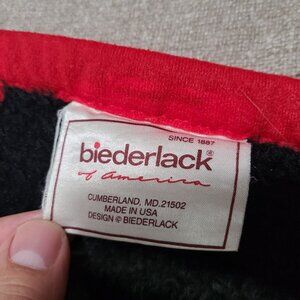 SINCE 1887
biederlack®
of america
CUMBERLAND, MD.21502
MADE IN USA
DESIGN © BIEDERLACK